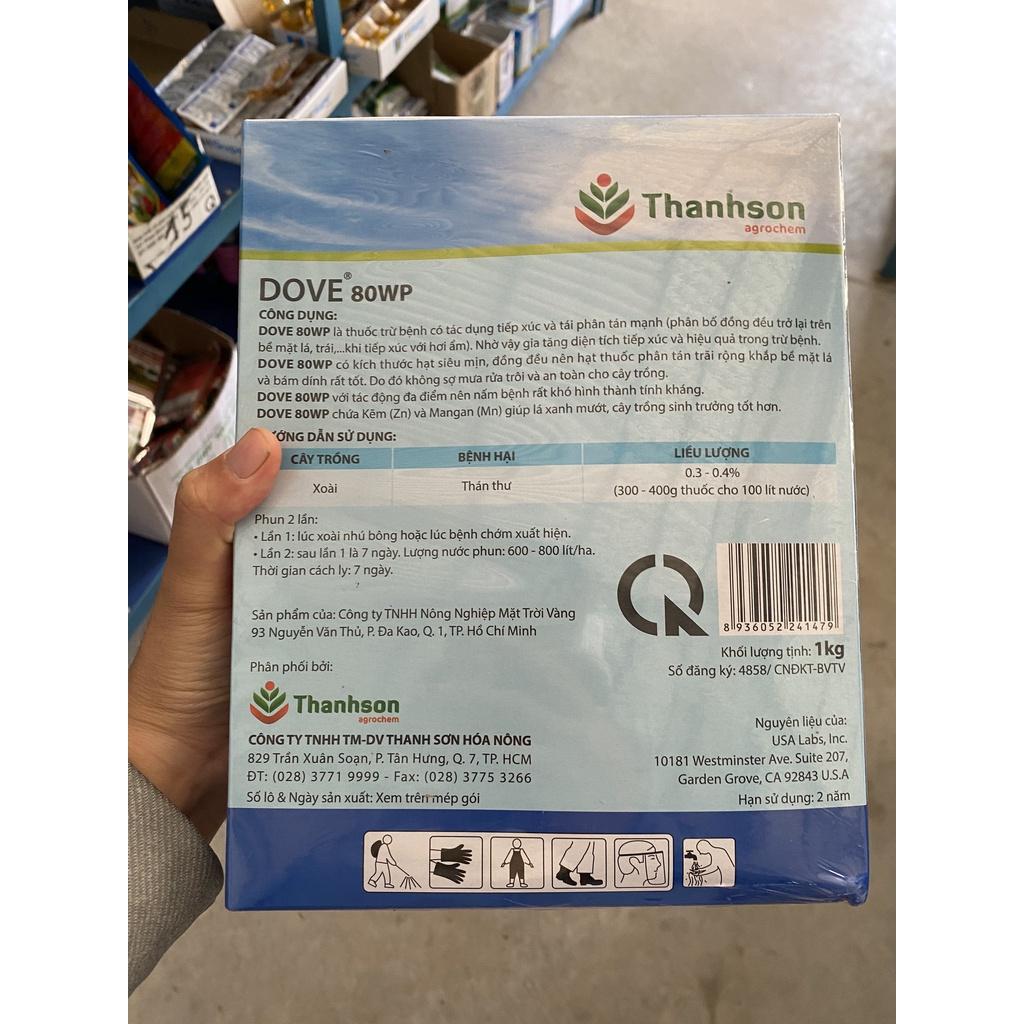 15
Thanhson
agrochem
DOVE® 80WP
CÔNG DỤNG:
DOVE 80WP là thuốc trừ bệnh có tác dụng tiếp xúc và tái phân tán mạnh (phân bố đồng đều trở lại trên
bề mặt lá, trái,...khi tiếp xúc với hơi ẩm). Nhờ vậy gia tăng diện tích tiếp xúc và hiệu quả trong trừ bệnh.
DOVE 80WP có kích thước hạt siêu mịn, đồng đều nên hạt thuốc phân tán trãi rộng khắp bề mặt lá
và bám dính rất tốt. Do đó không sợ mưa rửa trôi và an toàn cho cây trồng.
DOVE 80WP với tác động đa điểm nên nấm bệnh rất khó hình thành tính kháng.
DOVE 80WP chứa Kẽm (Zn) và Mangan (Mn) giúp lá xanh mướt, cây trồng sinh trưởng tốt hơn.
ƯỚNG DẪN SỬ DỤNG:
CÂY TRỒNG BỆNH HẠI LIỀU LƯỢNG
Xoài Thán thư 0.3 - 0.4%
(300 - 400g thuốc cho 100 lít nước)
Phun 2 lần:
• Lần 1: lúc xoài nhú bông hoặc lúc bệnh chớm xuất hiện.
• Lần 2: sau lần 1 là 7 ngày. Lượng nước phun: 600 - 800 lít/ha.
Thời gian cách ly: 7 ngày.
8 936052 241479
Khối lượng tịnh: 1kg
Số đăng ký: 4858/ CNĐKT-BVTV
Sản phẩm của: Công ty TNHH Nông Nghiệp Mặt Trời Vàng
93 Nguyễn Văn Thủ, P. Đa Kao, Q. 1, TP. Hồ Chí Minh
Phân phối bởi:
Thanhson
agrochem
CÔNG TY TNHH TM-DV THANH SƠN HÓA NÔNG
829 Trần Xuân Soạn, P. Tân Hưng, Q. 7, TP. HCM
ĐT: (028) 3771 9999 - Fax: (028) 3775 3266
Số lô & Ngày sản xuất: Xem trên mép gói
Nguyên liệu của:
USA Labs, Inc.
10181 Westminster Ave. Suite 207,
Garden Grove, CA 92843 U.S.A
Hạn sử dụng: 2 năm